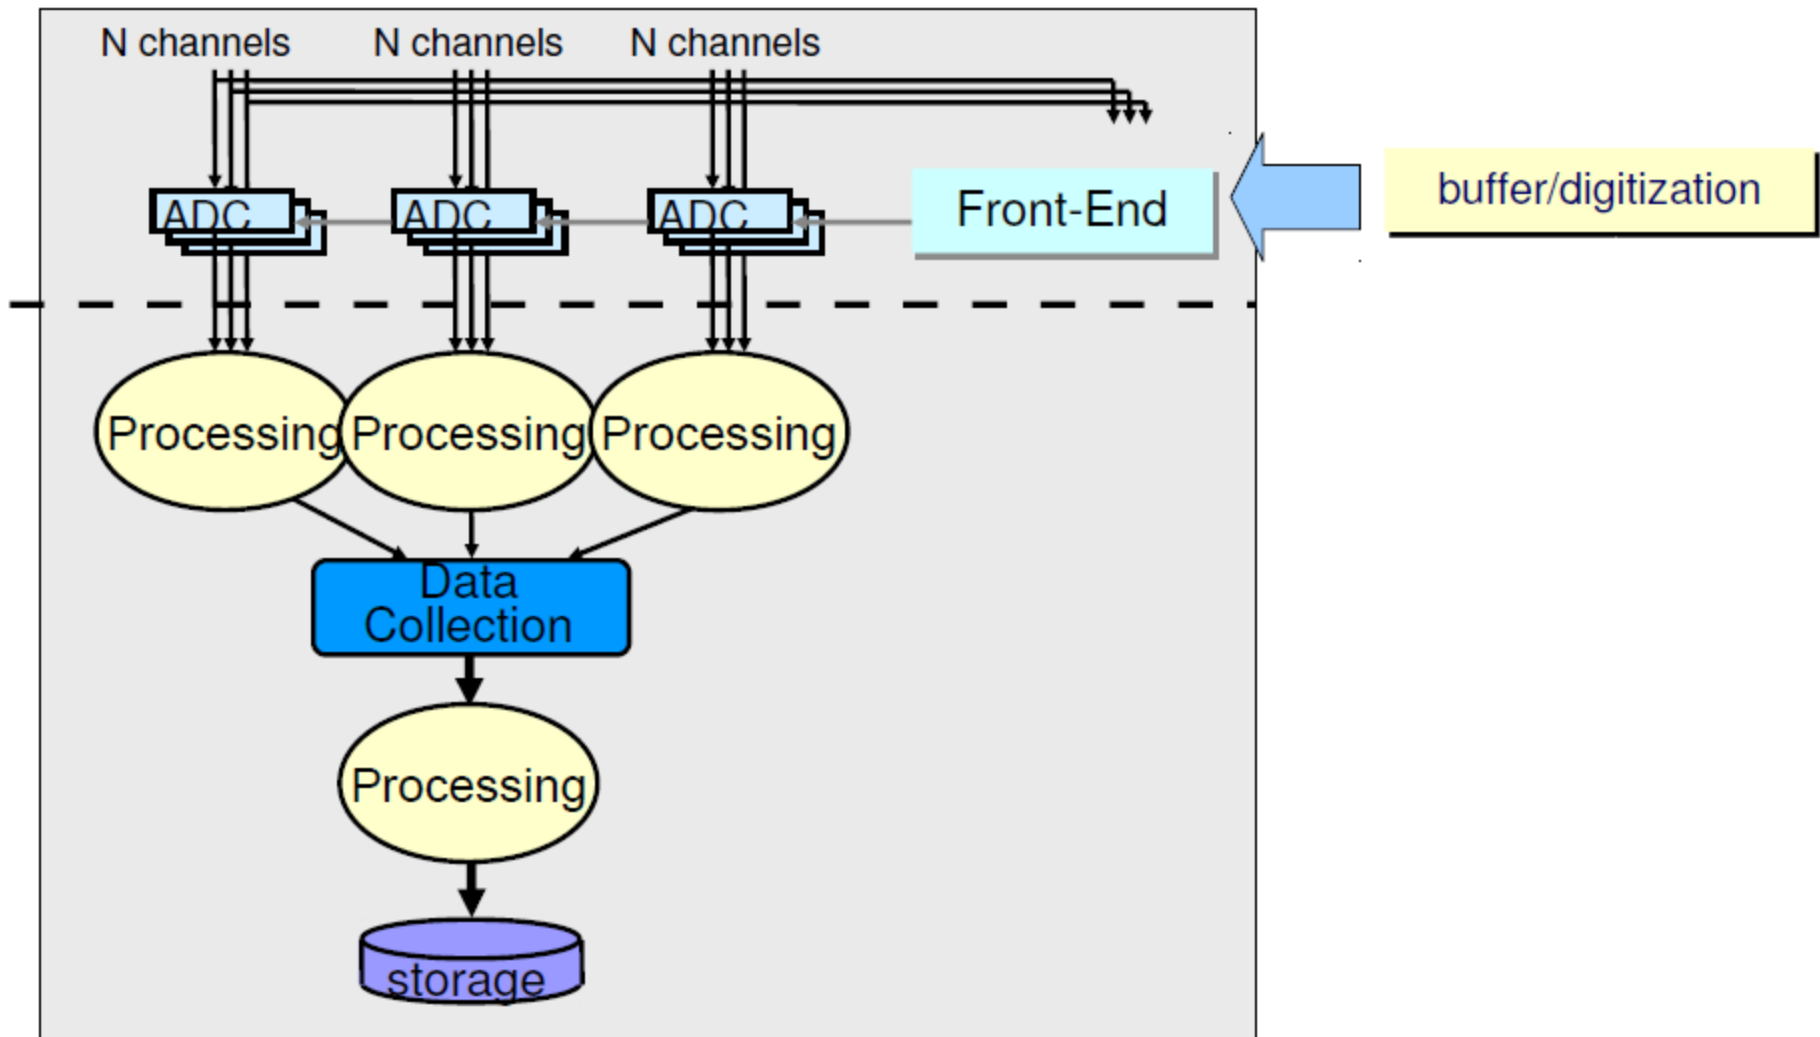 N channels
N channels
N channels
ADC
ADC
ADC
Front-End
buffer/digitization
Processing
Processing
Processing
Data
Collection
Processing
storage